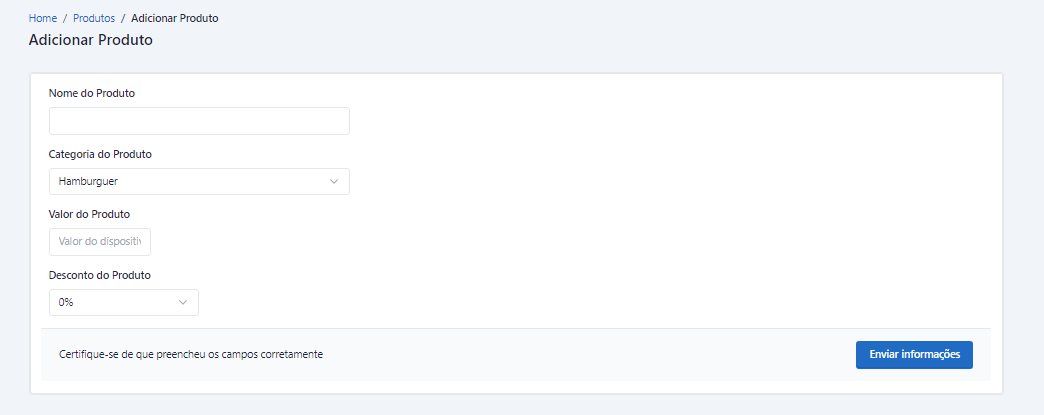 Home / Produtos / Adicionar Produto
Adicionar Produto
Nome do Produto
Categoria do Produto
Hamburguer
Valor do Produto
Valor do dispositiv
Desconto do Produto
0%
Certifique-se de que preencheu os campos corretamente
Enviar informações